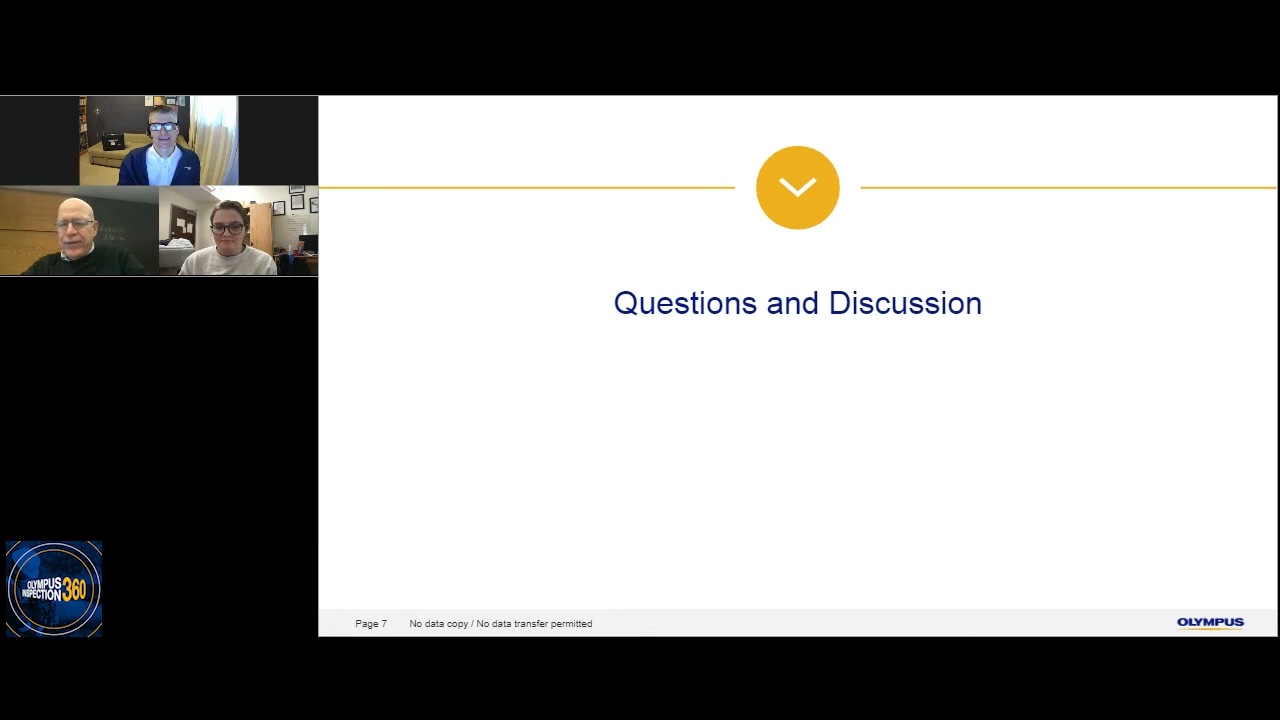 Questions and Discussion
OLYMPUS
INSPECTION 360
Page 7 No data copy / No data transfer permitted
OLYMPUS